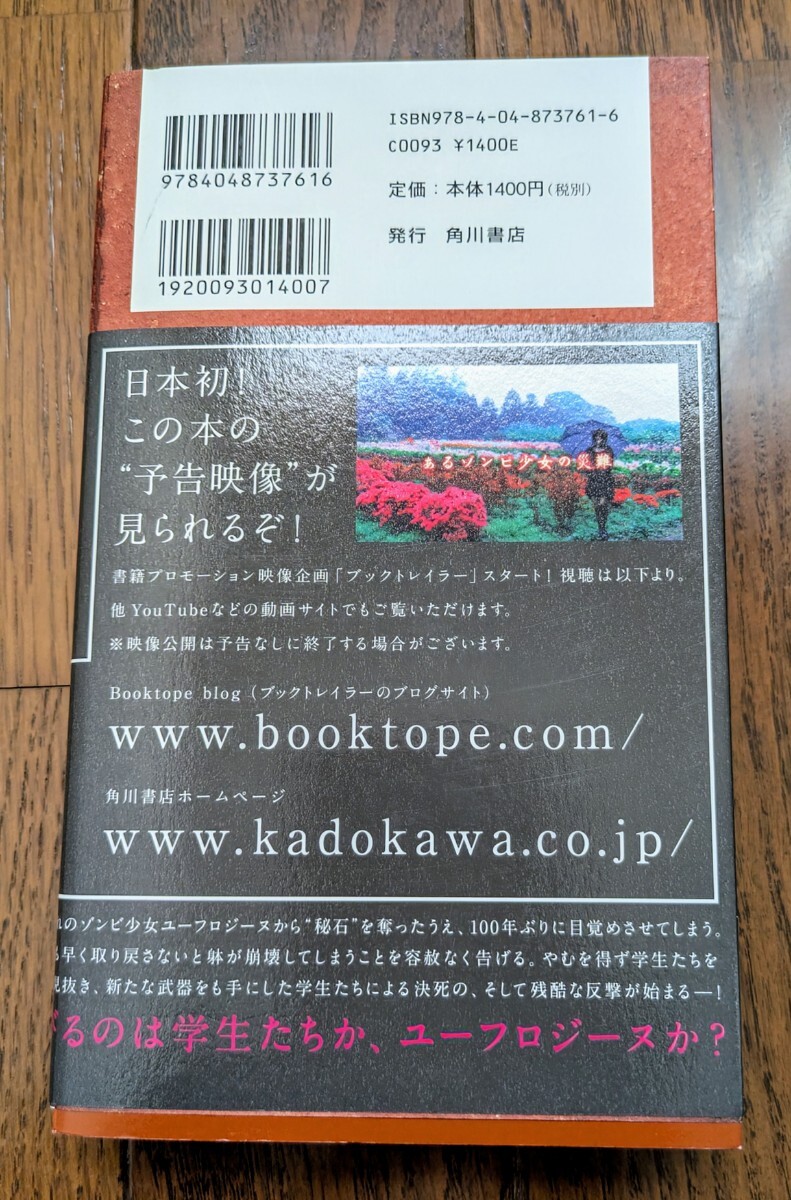 9784048737616
ISBN978-4-04-873761-6
C0093 ¥1400E
定価：本体1400円（税別）
発行 角川書店
1920093014007
日本初！
この本の
“予告映像”が
見られるぞ！
あるゾンビ少女の災難
書籍プロモーション映像企画「ブックトレイラー」スタート！視聴は以下より。
他YouTubeなどの動画サイトでもご覧いただけます。
※映像公開は予告なしに終了する場合がございます。
Booktope blog（ブックトレイラーのブログサイト）
www.booktope.com/
角川書店ホームページ
www.kadokawa.co.jp/
のゾンビ少女ユーフロジーヌから“秘石”を奪ったうえ、100年ぶりに目覚めさせてしまう。
早く取り戻さないと躰が崩壊してしまうことを容赦なく告げる。やむを得ず学生たちを
抜き、新たな武器をも手にした学生たちによる決死の、そして残酷な反撃が始まる―！
るのは学生たちか、ユーフロジーヌか？